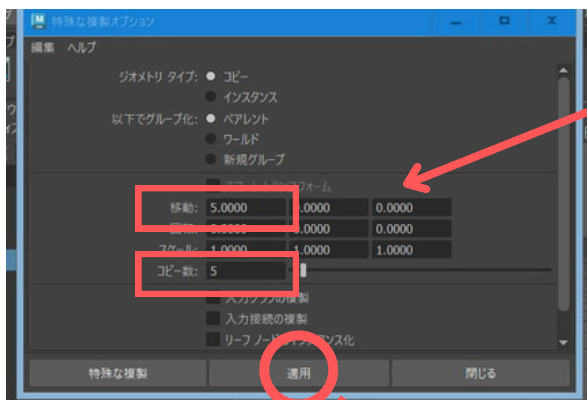 特殊な複製オプション
編集 ヘルプ
ジオメトリ タイプ: コピー
インスタンス
以下でグループ化: ペアレント
ワールド
新規グループ
移動: 5.0000 0.0000 0.0000
0.0000 0.0000
スケール: 1.0000 1.0000 1.0000
コピー数: 5
入力接続の複製
特殊な複製 適用 閉じる